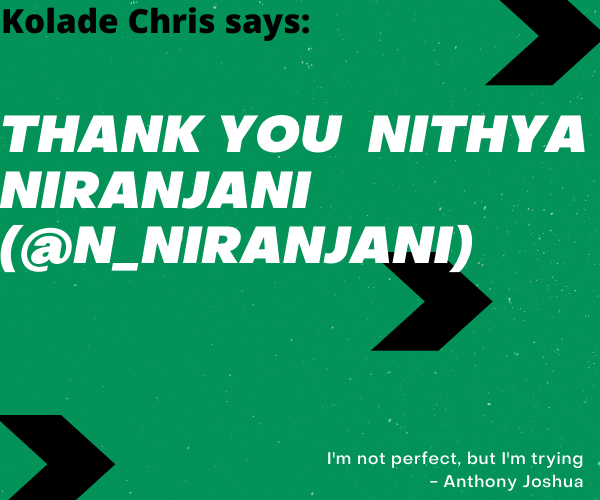 Kolade Chris says:
THANK YOU NITHYA
NIRANJANI
(@N_NIRANJANI)
I'm not perfect, but I'm trying
– Anthony Joshua